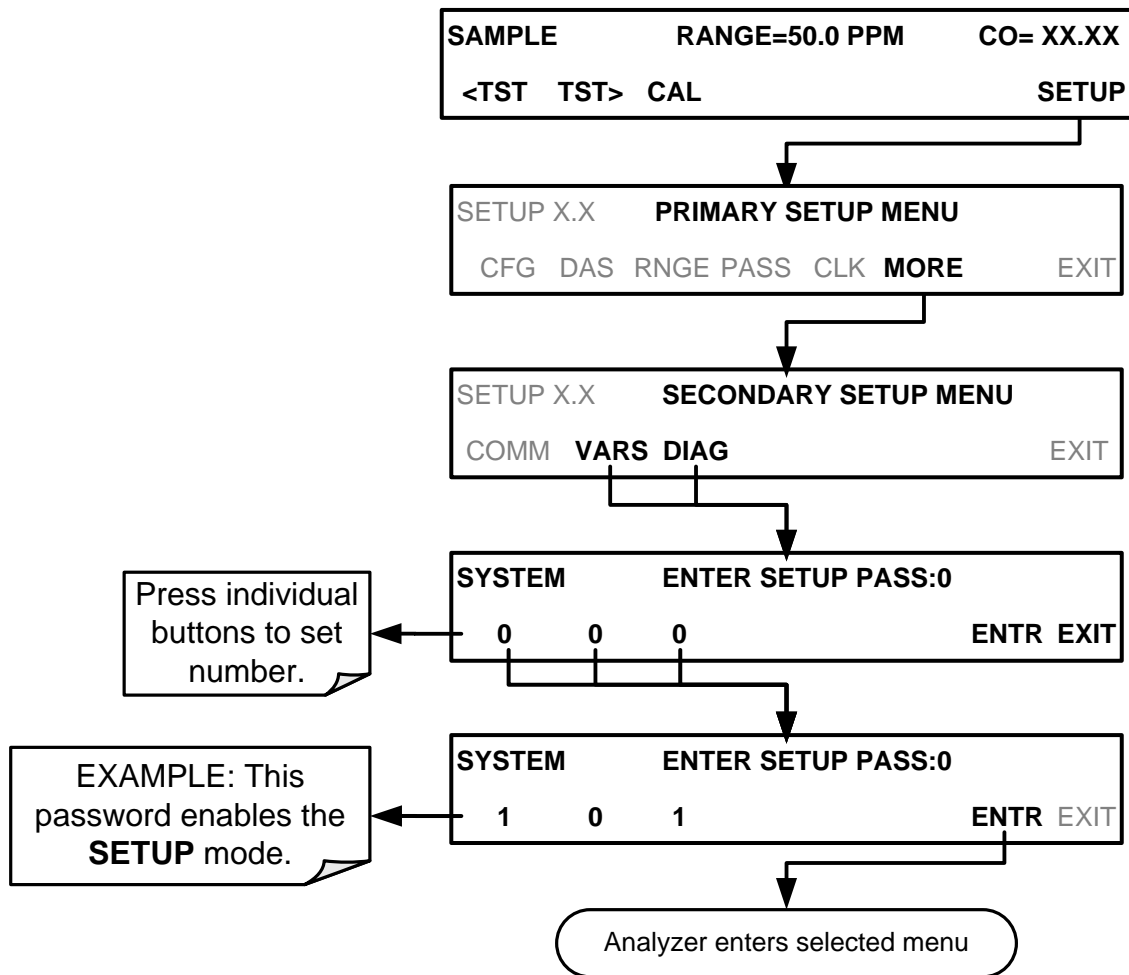 SAMPLE RANGE=50.0 PPM CO= XX.XX
<TST TST> CAL SETUP
SETUP X.X PRIMARY SETUP MENU
CFG DAS RNGE PASS CLK MORE EXIT
SETUP X.X SECONDARY SETUP MENU
COMM VARS DIAG EXIT
SYSTEM ENTER SETUP PASS:0
0 0 0 ENTR EXIT
Press individual
buttons to set
number.
SYSTEM ENTER SETUP PASS:0
1 0 1 ENTR EXIT
EXAMPLE: This
password enables the
SETUP mode.
Analyzer enters selected menu